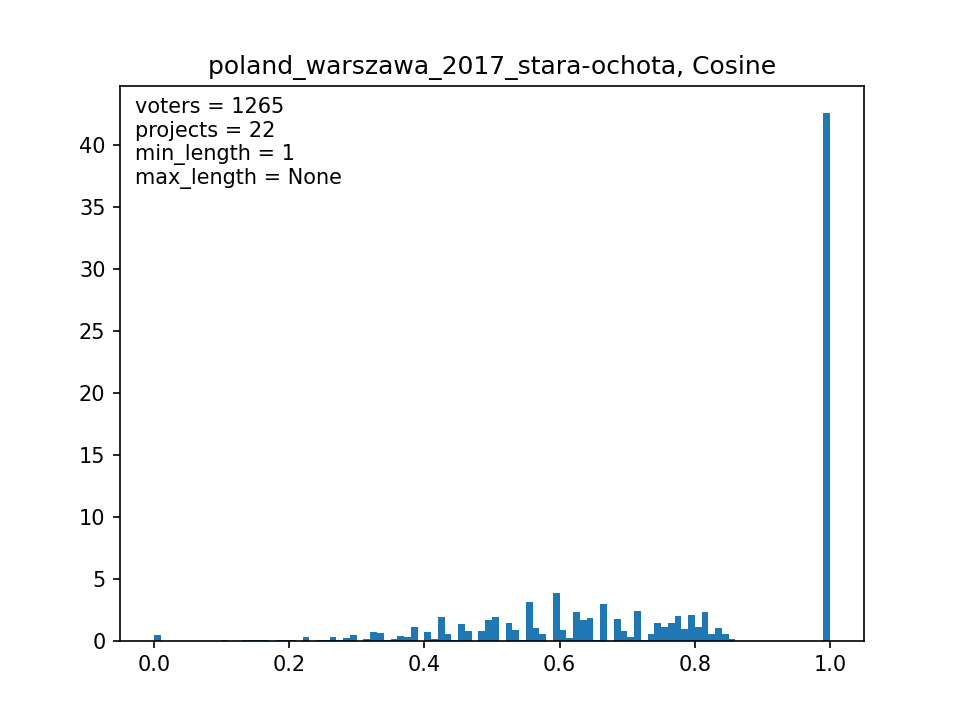 poland_warszawa_2017_stara-ochota, Cosine
voters = 1265
projects = 22
min_length = 1
max_length = None
40
35
30
25
20
15
10
5
0
0.0 0.2 0.4 0.6 0.8 1.0